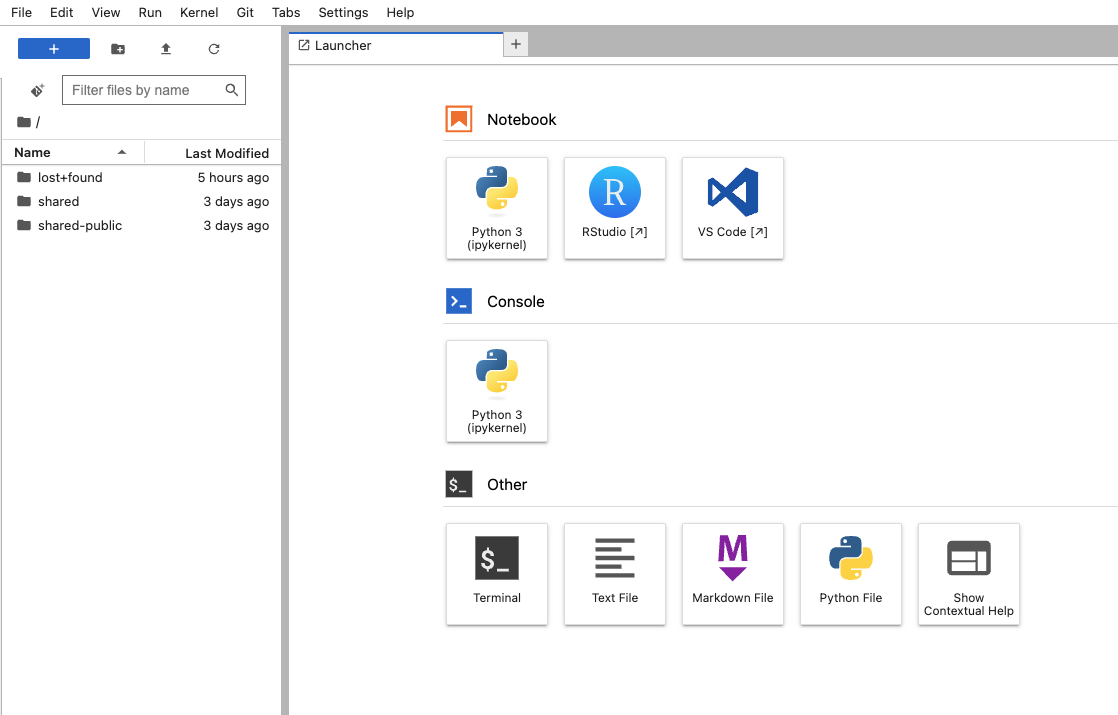 File Edit View Run Kernel Git Tabs Settings Help
+
Launcher
+
Filter files by name
/
Name Last Modified
lost+found 5 hours ago
shared 3 days ago
shared-public 3 days ago
Notebook
Python 3
(ipykernel)
R
RStudio [↗]
VS Code [↗]
>_ Console
Python 3
(ipykernel)
$_ Other
$_
Terminal
Text File
M
Markdown File
Python File
Show
Contextual Help